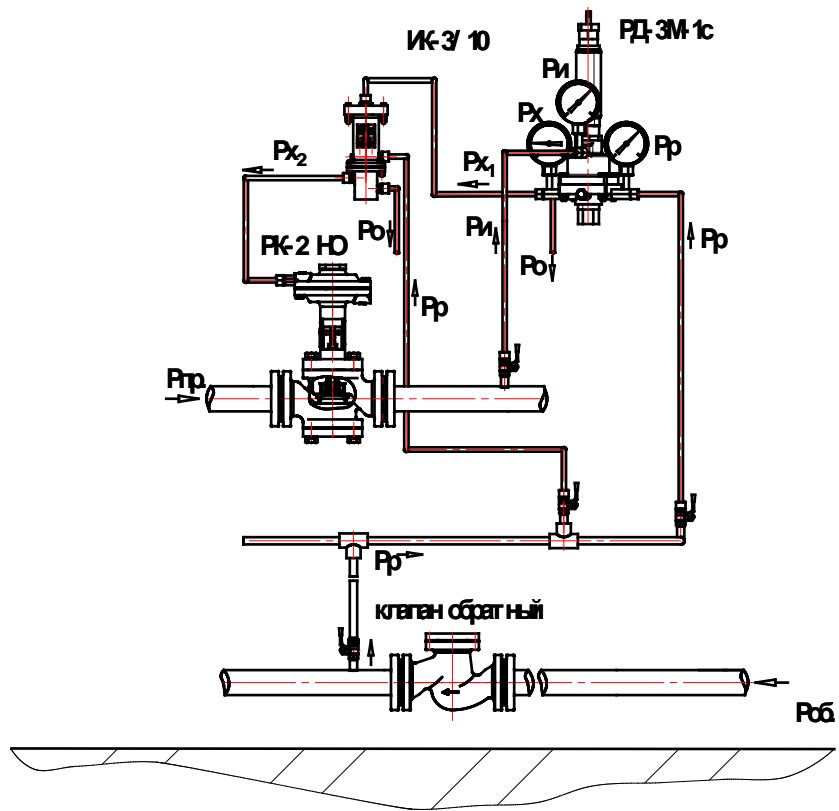 ИК-3/10
РД-3М-1с
Ри
Рх
Рр
Рх2
Рх1
Ро
Ри
Ро
Рр
РК-2 НО
Рр
Рпр.
Рр
клапан обратный
Роб.